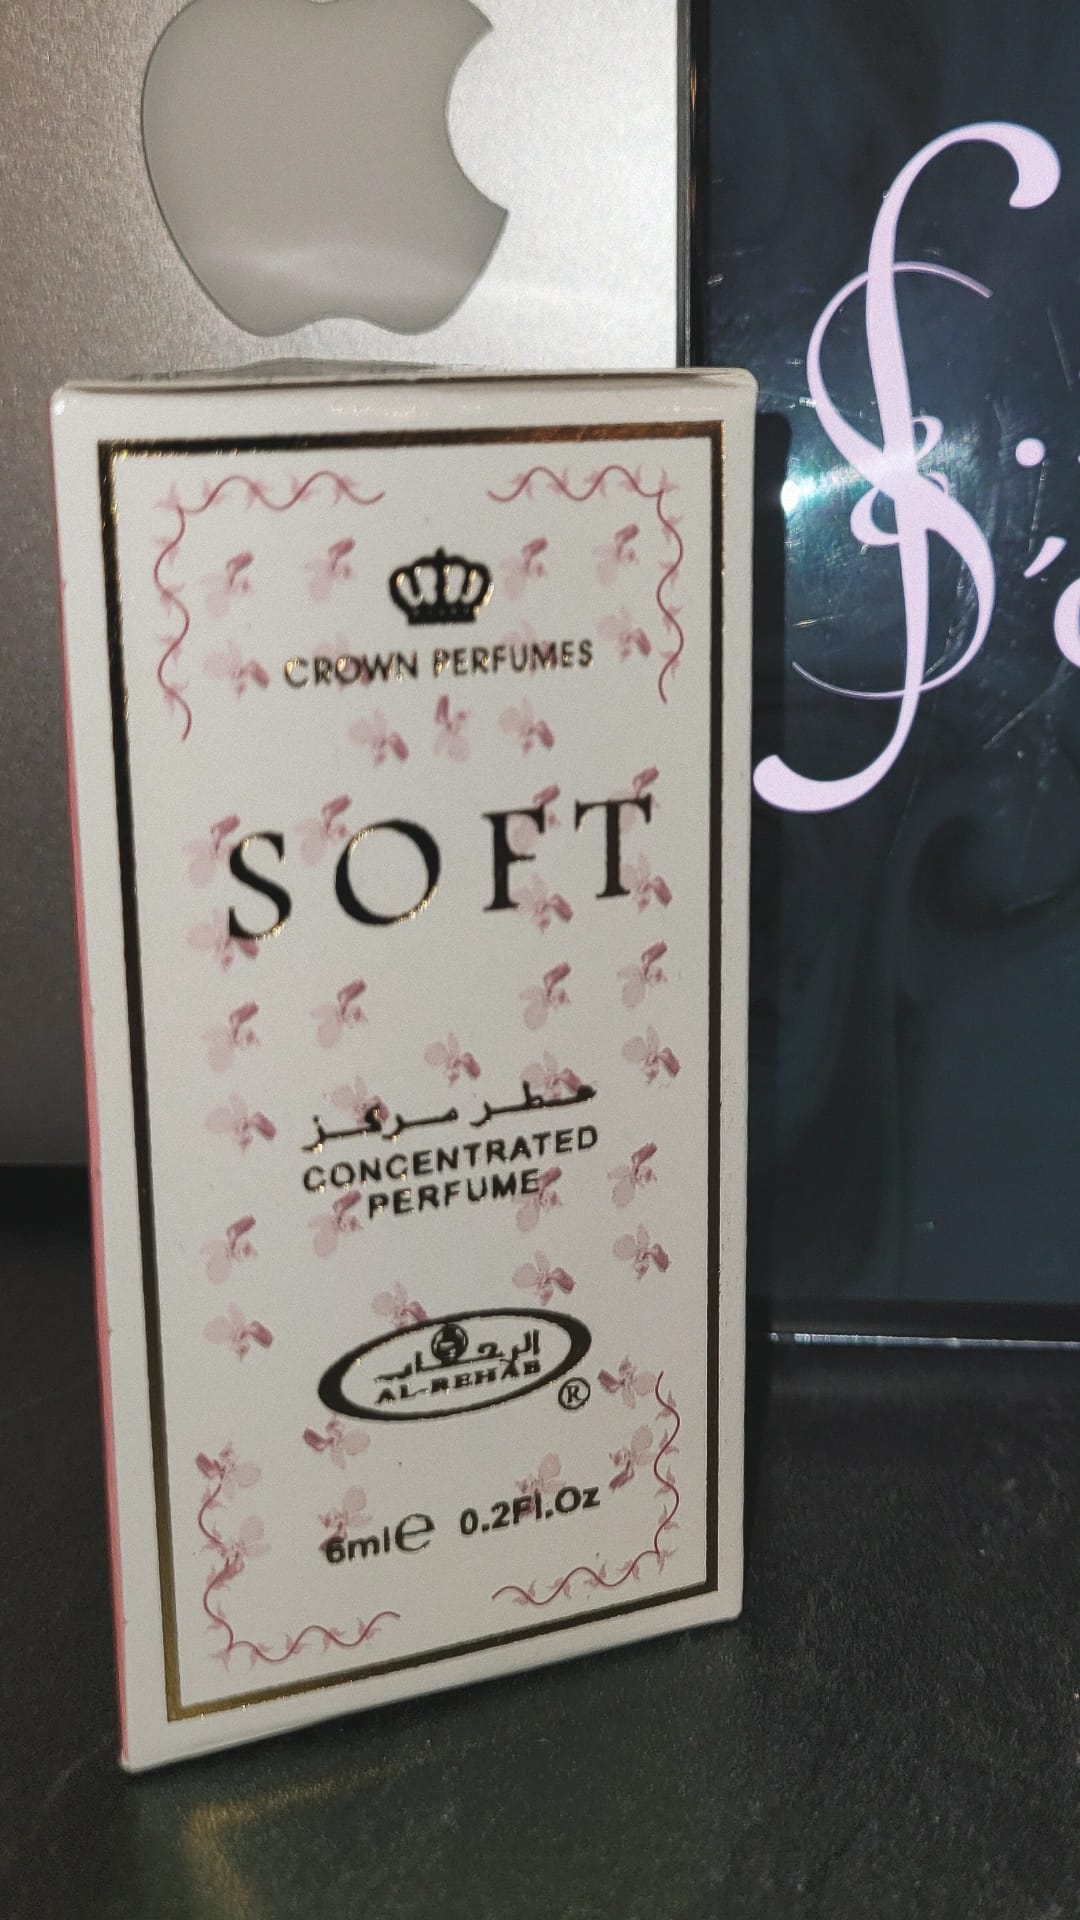 CROWN PERFUMES
SOFT
عطر مركز
CONCENTRATED
PERFUME
الرحاب
AL-REHAB
®
6ml e 0.2Fl.Oz